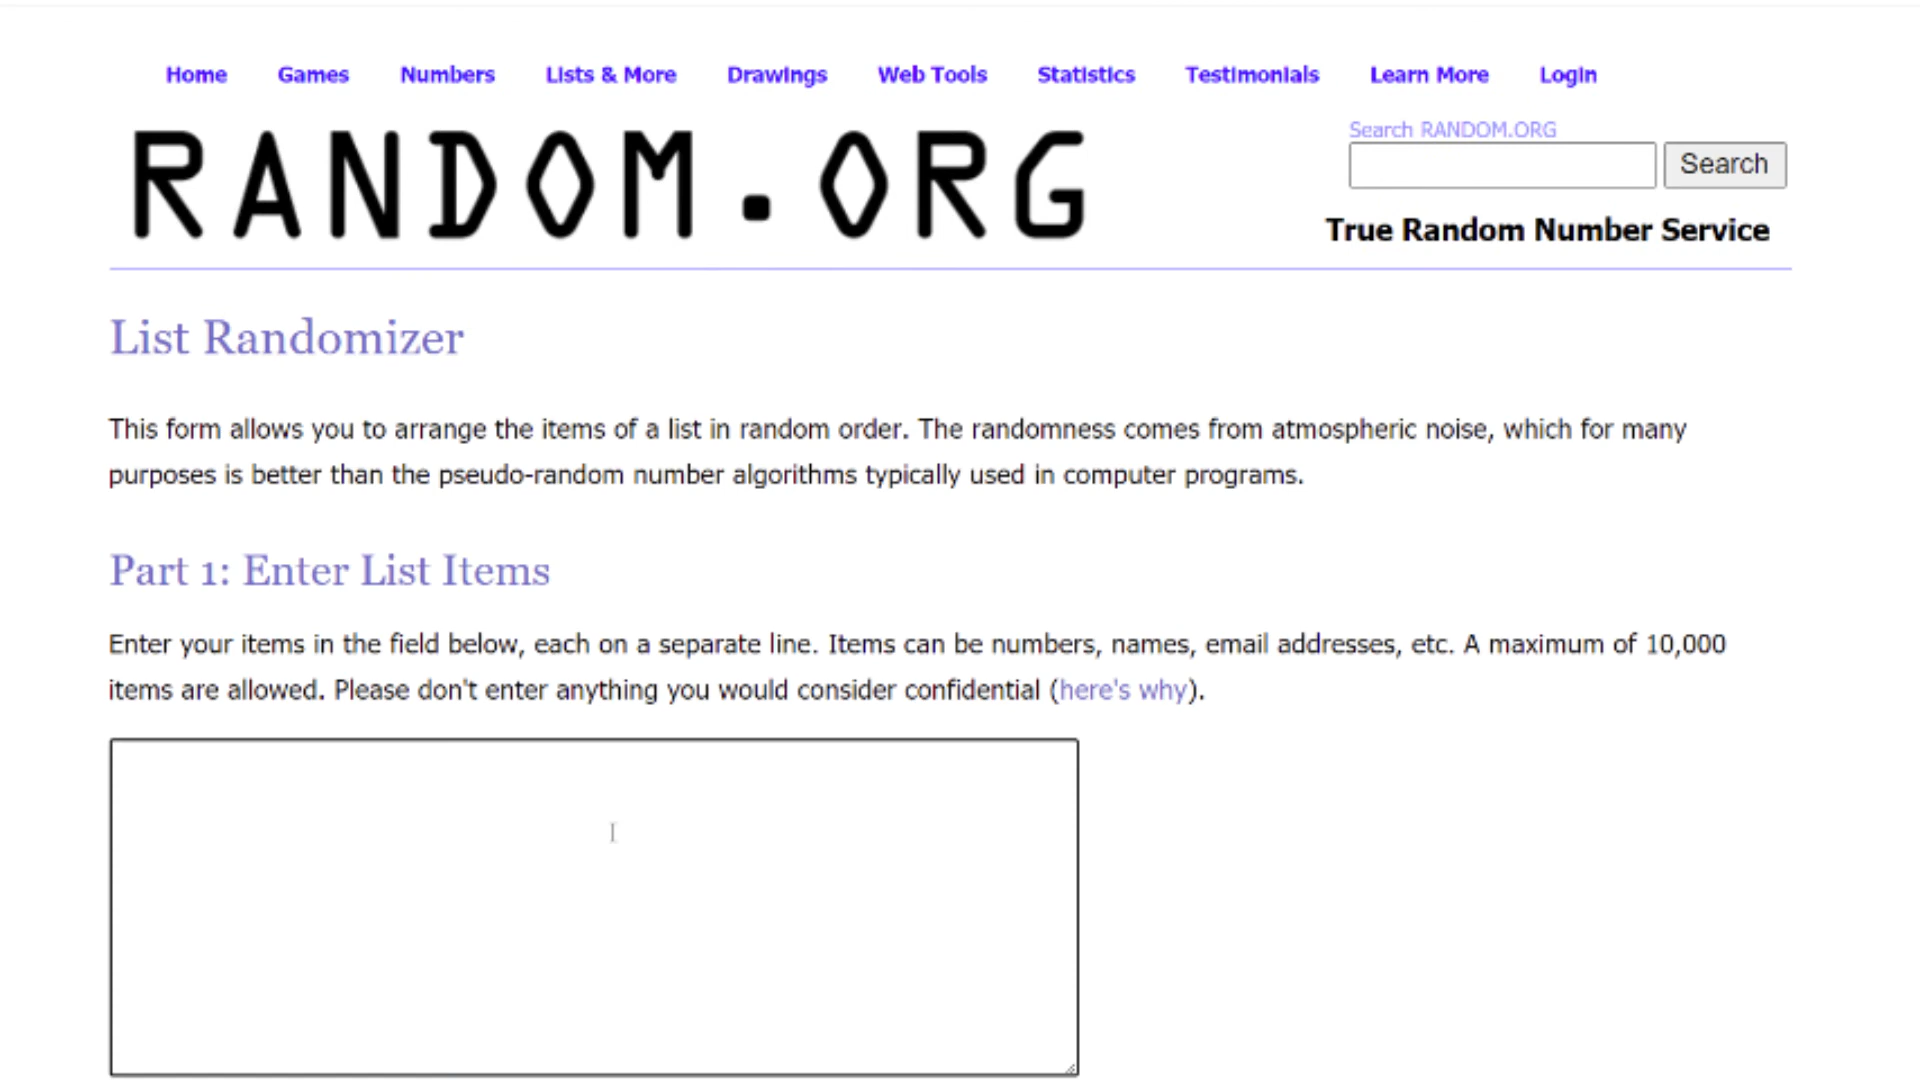 Home Games Numbers Lists & More Drawings Web Tools Statistics Testimonials Learn More Login
RANDOM.ORG
Search RANDOM.ORG
Search
True Random Number Service
List Randomizer
This form allows you to arrange the items of a list in random order. The randomness comes from atmospheric noise, which for many
purposes is better than the pseudo-random number algorithms typically used in computer programs.
Part 1: Enter List Items
Enter your items in the field below, each on a separate line. Items can be numbers, names, email addresses, etc. A maximum of 10,000
items are allowed. Please don't enter anything you would consider confidential (here's why).